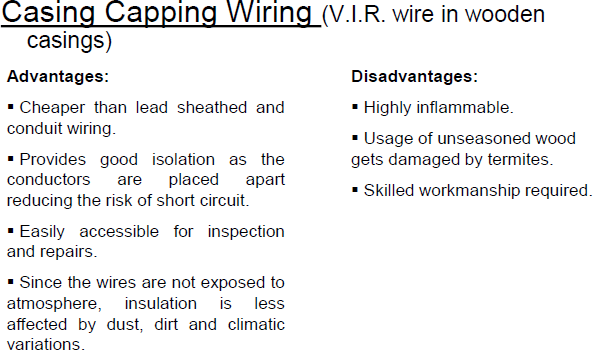 Casing Capping Wiring (V.I.R. wire in wooden
casings)
Advantages:
▪ Cheaper than lead sheathed and
conduit wiring.
▪ Provides good isolation as the
conductors are placed apart
reducing the risk of short circuit.
▪ Easily accessible for inspection
and repairs.
▪ Since the wires are not exposed to
atmosphere, insulation is less
affected by dust, dirt and climatic
variations.
Disadvantages:
▪ Highly inflammable.
▪ Usage of unseasoned wood
gets damaged by termites.
▪ Skilled workmanship required.